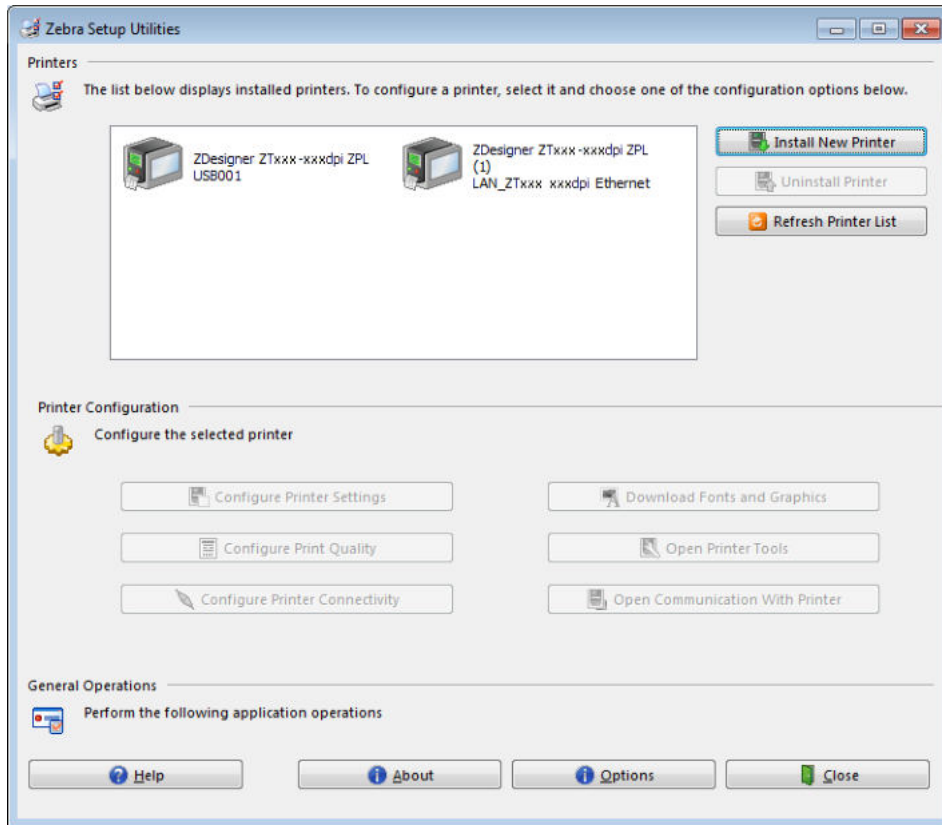 Zebra Setup Utilities
Printers
The list below displays installed printers. To configure a printer, select it and choose one of the configuration options below.
ZDesigner ZTxxx-xxxdpi ZPL
USB001
ZDesigner ZTxxx-xxxdpi ZPL
(1)
LAN_ZTxxx xxxdpi Ethernet
Install New Printer
Uninstall Printer
Refresh Printer List
Printer Configuration
Configure the selected printer
Configure Printer Settings
Download Fonts and Graphics
Configure Print Quality
Open Printer Tools
Configure Printer Connectivity
Open Communication With Printer
General Operations
Perform the following application operations
Help
About
Options
Close